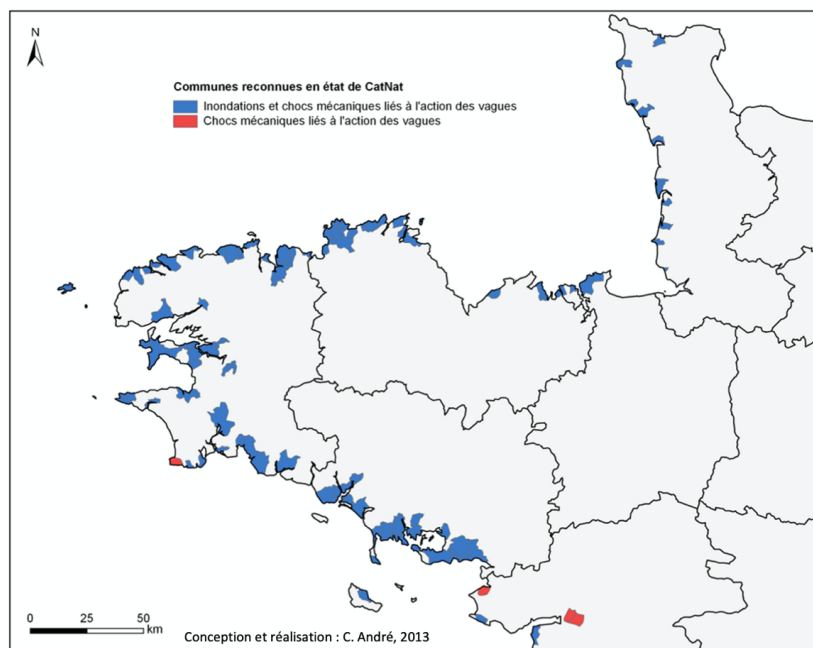 N
Communes reconnues en état de CatNat
Inondations et chocs mécaniques liés à l'action des vagues
Chocs mécaniques liés à l'action des vagues
0 25 50
km
Conception et réalisation : C. André, 2013